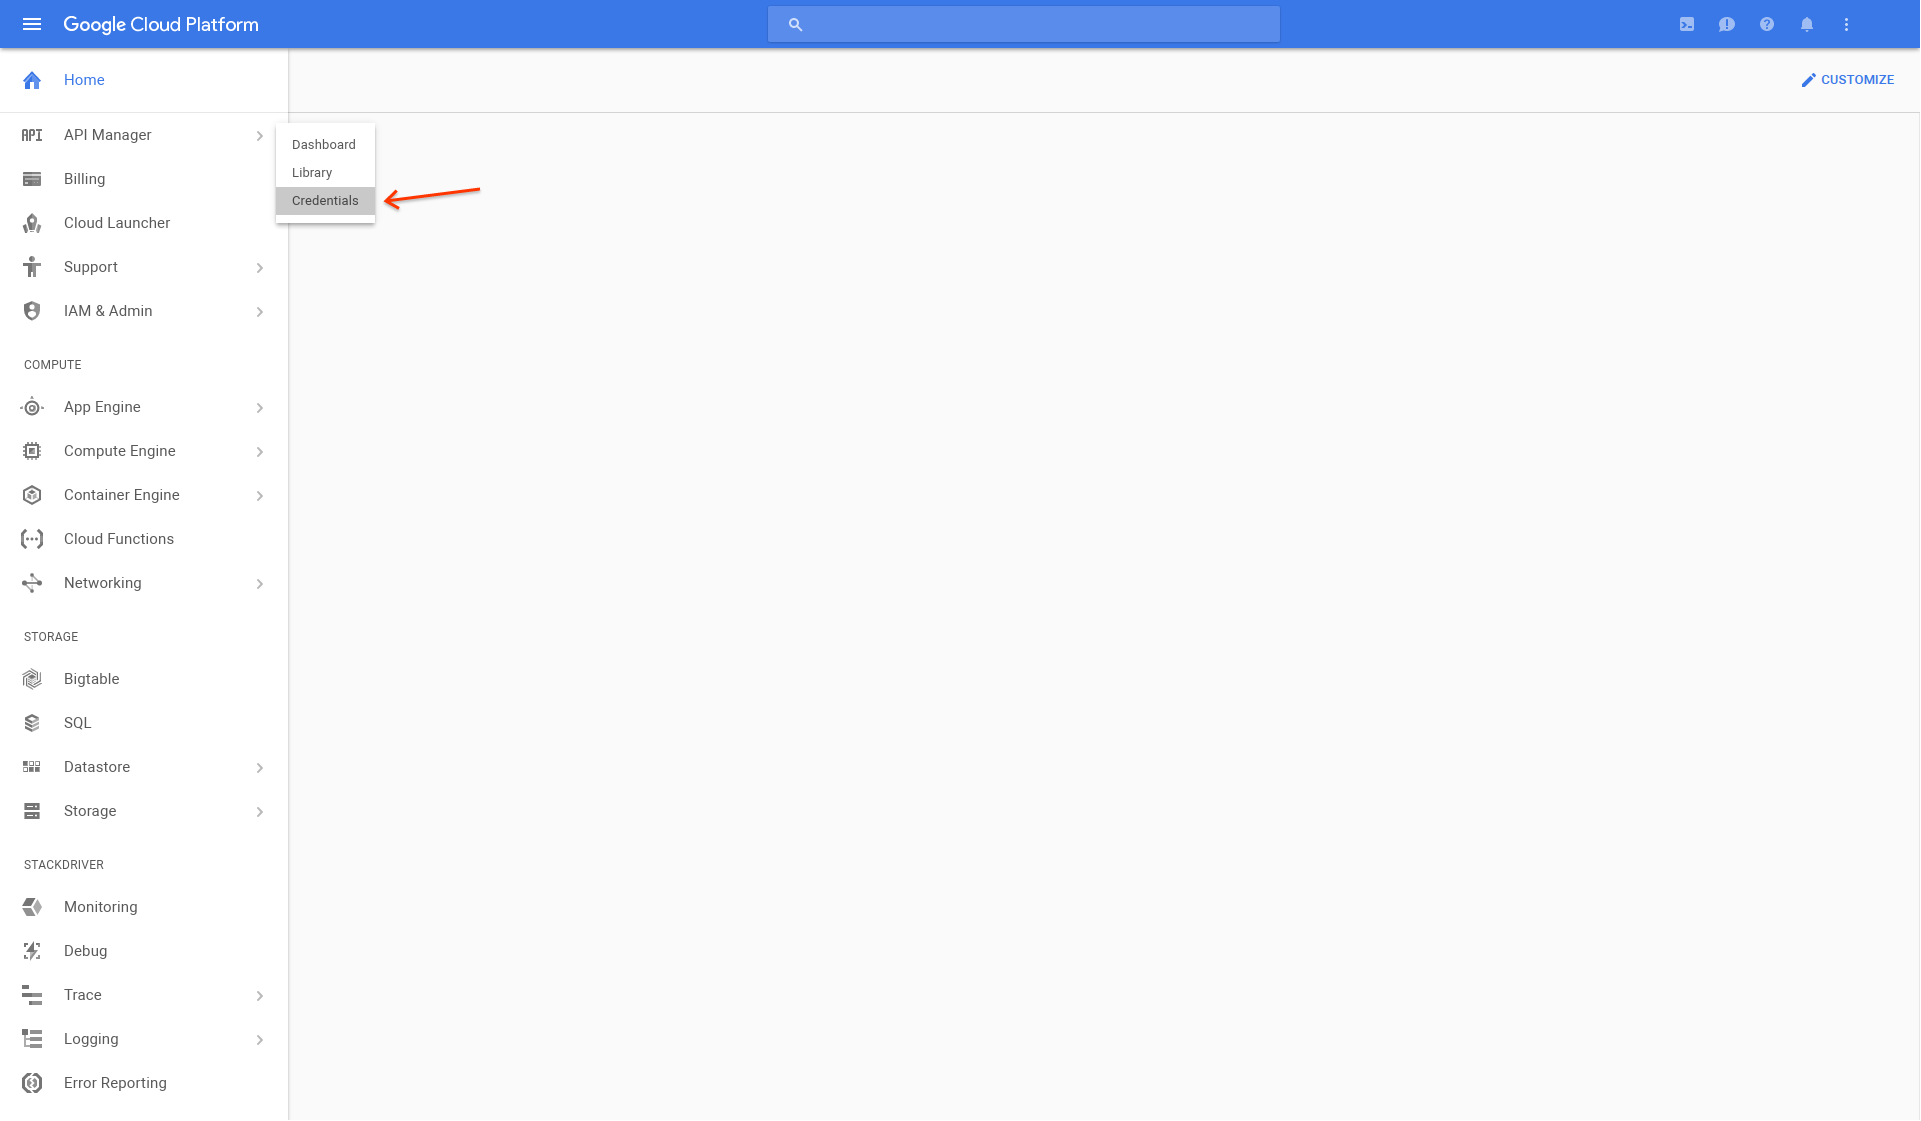 Google Cloud Platform
Home
CUSTOMIZE
API Manager
Dashboard
Library
Credentials
Billing
Cloud Launcher
Support
IAM & Admin
COMPUTE
App Engine
Compute Engine
Container Engine
Cloud Functions
Networking
STORAGE
Bigtable
SQL
Datastore
Storage
STACKDRIVER
Monitoring
Debug
Trace
Logging
Error Reporting